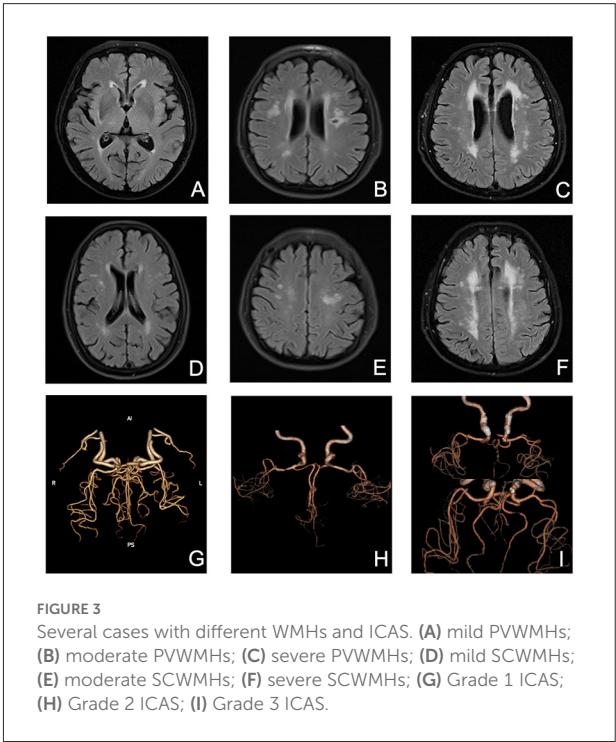 A
B
C
D
E
F
AI
R
L
PS
G
H
I
FIGURE 3
Several cases with different WMHs and ICAS. (A) mild PVWMHs;
(B) moderate PVWMHs; (C) severe PVWMHs; (D) mild SCWMHs;
(E) moderate SCWMHs; (F) severe SCWMHs; (G) Grade 1 ICAS;
(H) Grade 2 ICAS; (I) Grade 3 ICAS.